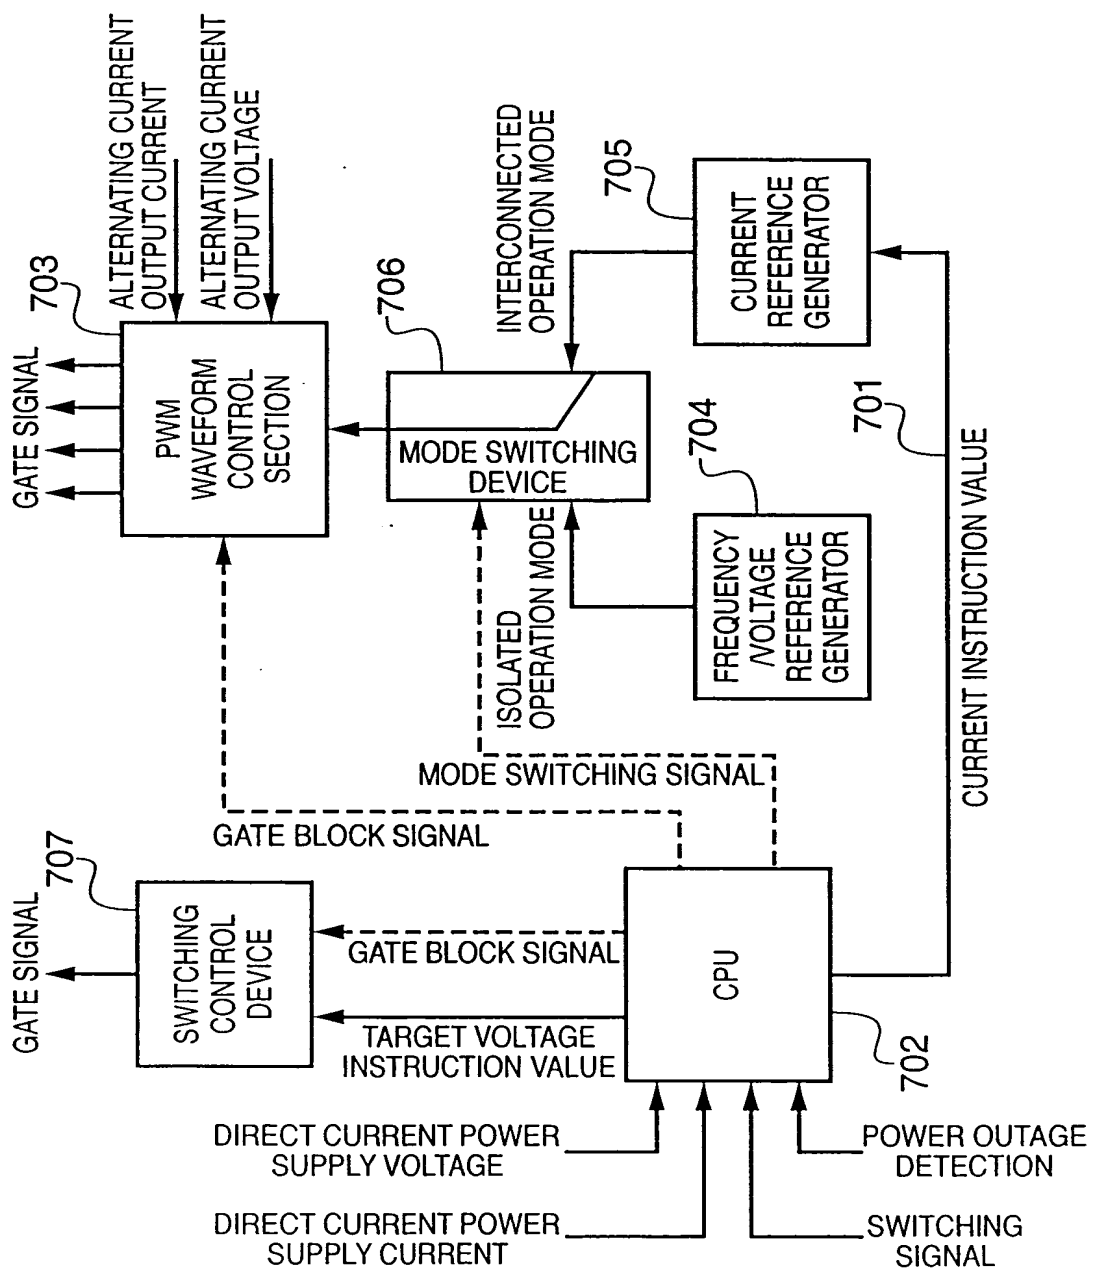 GATE SIGNAL
707
SWITCHING
CONTROL
DEVICE
GATE SIGNAL
703
PWM
WAVEFORM
CONTROL
SECTION
ALTERNATING CURRENT
OUTPUT CURRENT
ALTERNATING CURRENT
OUTPUT VOLTAGE
GATE BLOCK SIGNAL
GATE BLOCK SIGNAL
TARGET VOLTAGE
INSTRUCTION VALUE
706
MODE SWITCHING
DEVICE
MODE SWITCHING SIGNAL
ISOLATED
OPERATION MODE
INTERCONNECTED
OPERATION MODE
DIRECT CURRENT POWER
SUPPLY VOLTAGE
DIRECT CURRENT POWER
SUPPLY CURRENT
CPU
702
704
FREQUENCY
/VOLTAGE
REFERENCE
GENERATOR
705
CURRENT
REFERENCE
GENERATOR
SWITCHING
SIGNAL
POWER OUTAGE
DETECTION
701
CURRENT INSTRUCTION VALUE